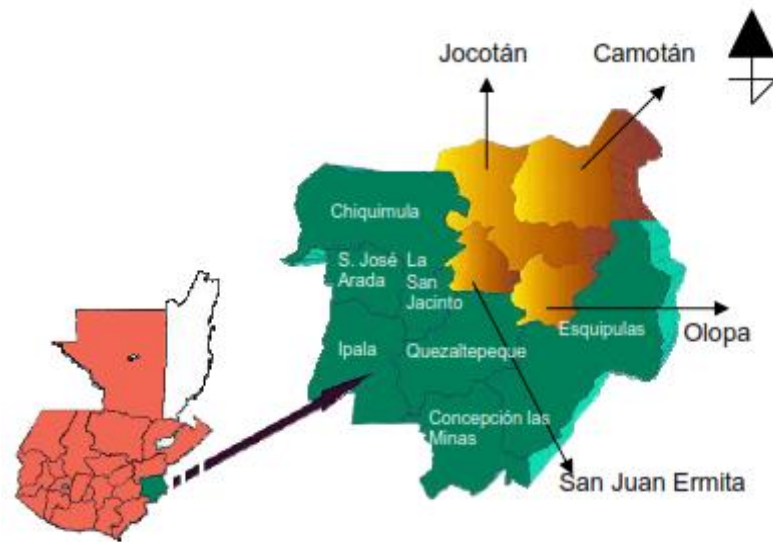 Jocotán
Camotán
Chiquimula
S. José
Arada
La
San
Jacinto
Ipala
Quezaltepeque
Esquipulas
Olopa
Concepción las
Minas
San Juan Ermita